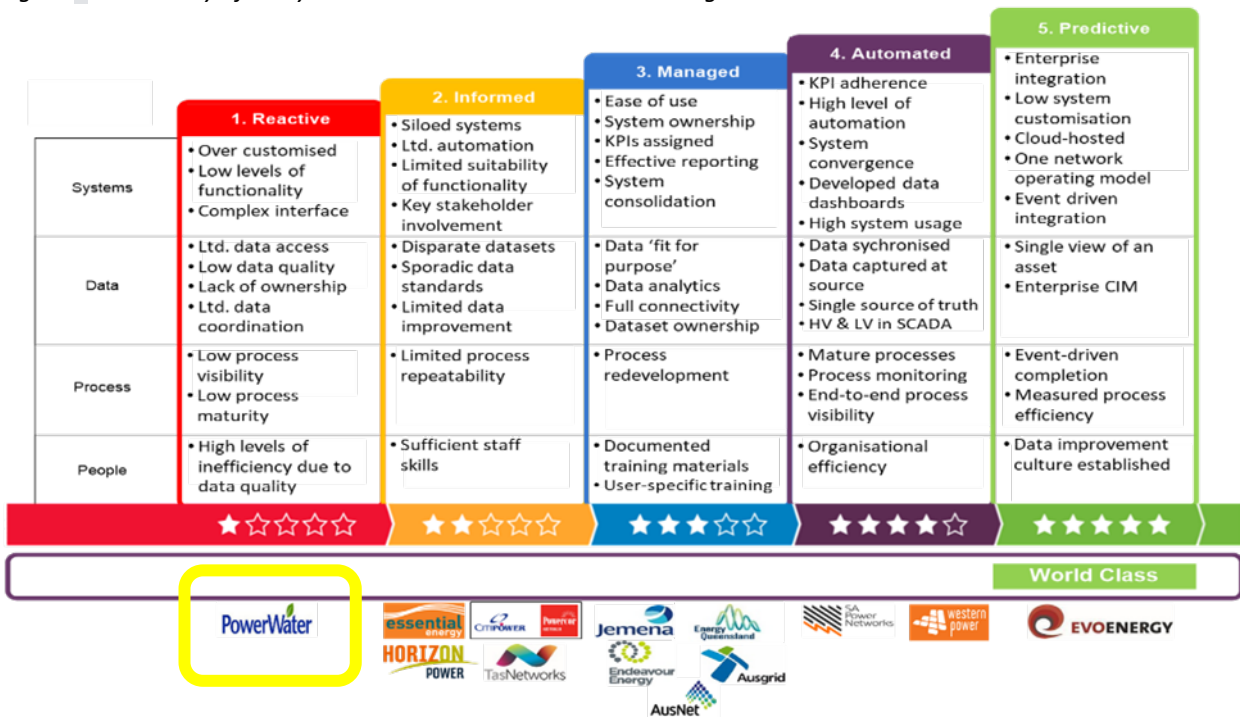 5. Predictive
4. Automated
3. Managed
2. Informed
1. Reactive
Systems
• Over customised
• Low levels of
functionality
• Complex interface
• Siloed systems
• Ltd. automation
• Limited suitability
of functionality
• Key stakeholder
involvement
• Ease of use
• System ownership
• KPIs assigned
• Effective reporting
• System
consolidation
• KPI adherence
• High level of
automation
• System
convergence
• Developed data
dashboards
• High system usage
• Enterprise
integration
• Low system
customisation
• Cloud-hosted
• One network
operating model
• Event driven
integration
Data
• Ltd. data access
• Low data quality
• Lack of ownership
• Ltd. data
coordination
• Disparate datasets
• Sporadic data
standards
• Limited data
improvement
• Data ‘fit for
purpose’
• Data analytics
• Full connectivity
• Dataset ownership
• Data sychronised
• Data captured at
source
• Single source of truth
• HV & LV in SCADA
• Single view of an
asset
• Enterprise CIM
Process
• Low process
visibility
• Low process
maturity
• Limited process
repeatability
• Process
redevelopment
• Mature processes
• Process monitoring
• End-to-end process
visibility
• Event-driven
completion
• Measured process
efficiency
People
• High levels of
inefficiency due to
data quality
• Sufficient staff
skills
• Documented
training materials
• User-specific training
• Organisational
efficiency
• Data improvement
culture established
World Class
PowerWater
essential
energy
CITIPOWER
Powercor
HORIZON
POWER
TasNetworks
Jemena
Energy
Queensland
Endeavour
Energy
Ausgrid
AusNet
SA
Power
Networks
western
power
EVOENERGY